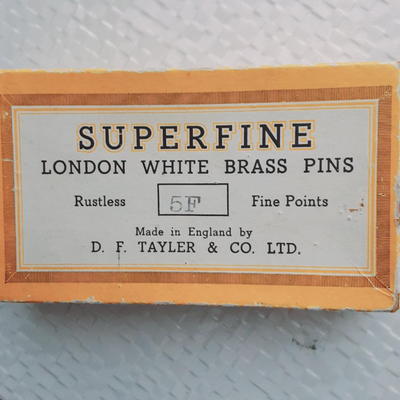 SUPERFINE
LONDON WHITE BRASS PINS
Rustless 5F Fine Points
Made in England by
D. F. TAYLER & CO. LTD.